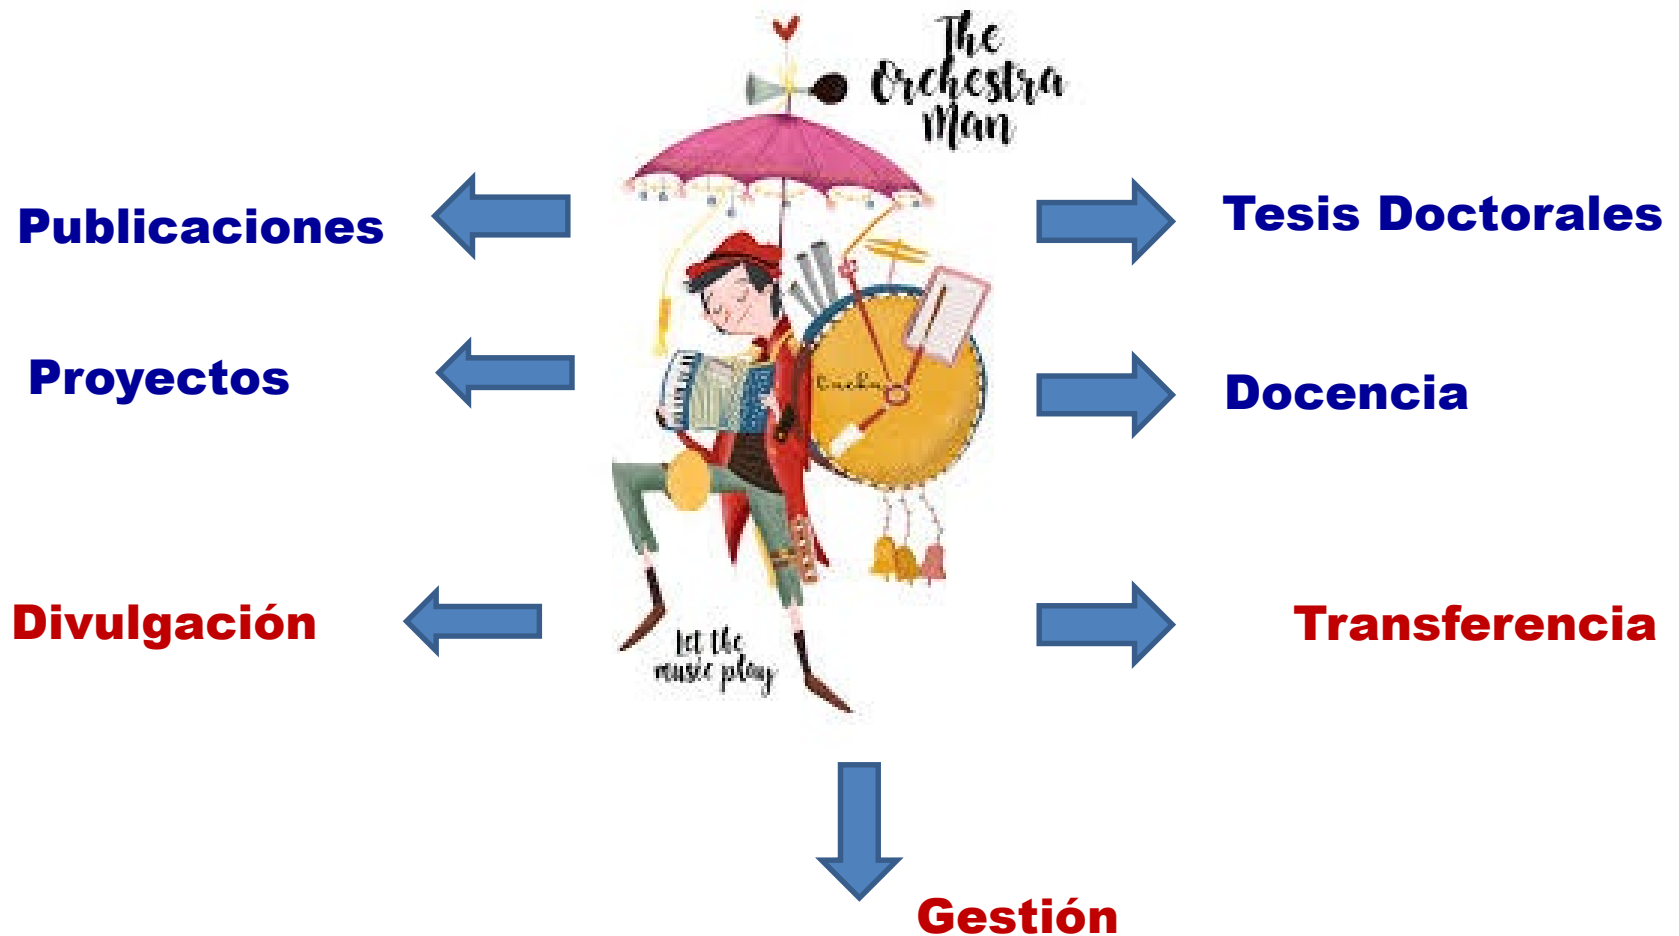 The
Orchestra
Man
Publicaciones
Tesis Doctorales
Proyectos
Docencia
Divulgación
Transferencia
Let the
music play
Gestión